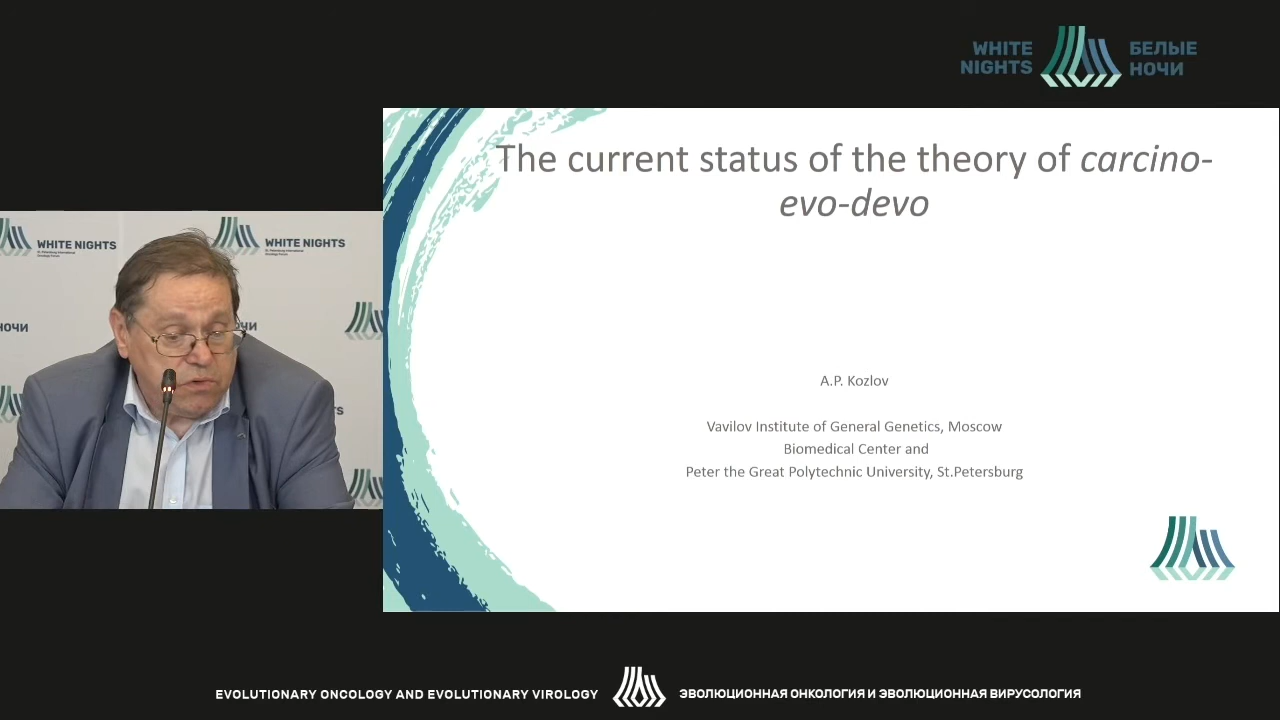 WHITE
NIGHTS
БЕЛЫЕ
НОЧИ
The current status of the theory of carcino-
evo-devo
A.P. Kozlov
Vavilov Institute of General Genetics, Moscow
Biomedical Center and
Peter the Great Polytechnic University, St.Petersburg
WHITE NIGHTS
WHITE NIGHTS
НОЧИ
EVOLUTIONARY ONCOLOGY AND EVOLUTIONARY VIROLOGY
ЭВОЛЮЦИОННАЯ ОНКОЛОГИЯ И ЭВОЛЮЦИОННАЯ ВИРУСОЛОГИЯ